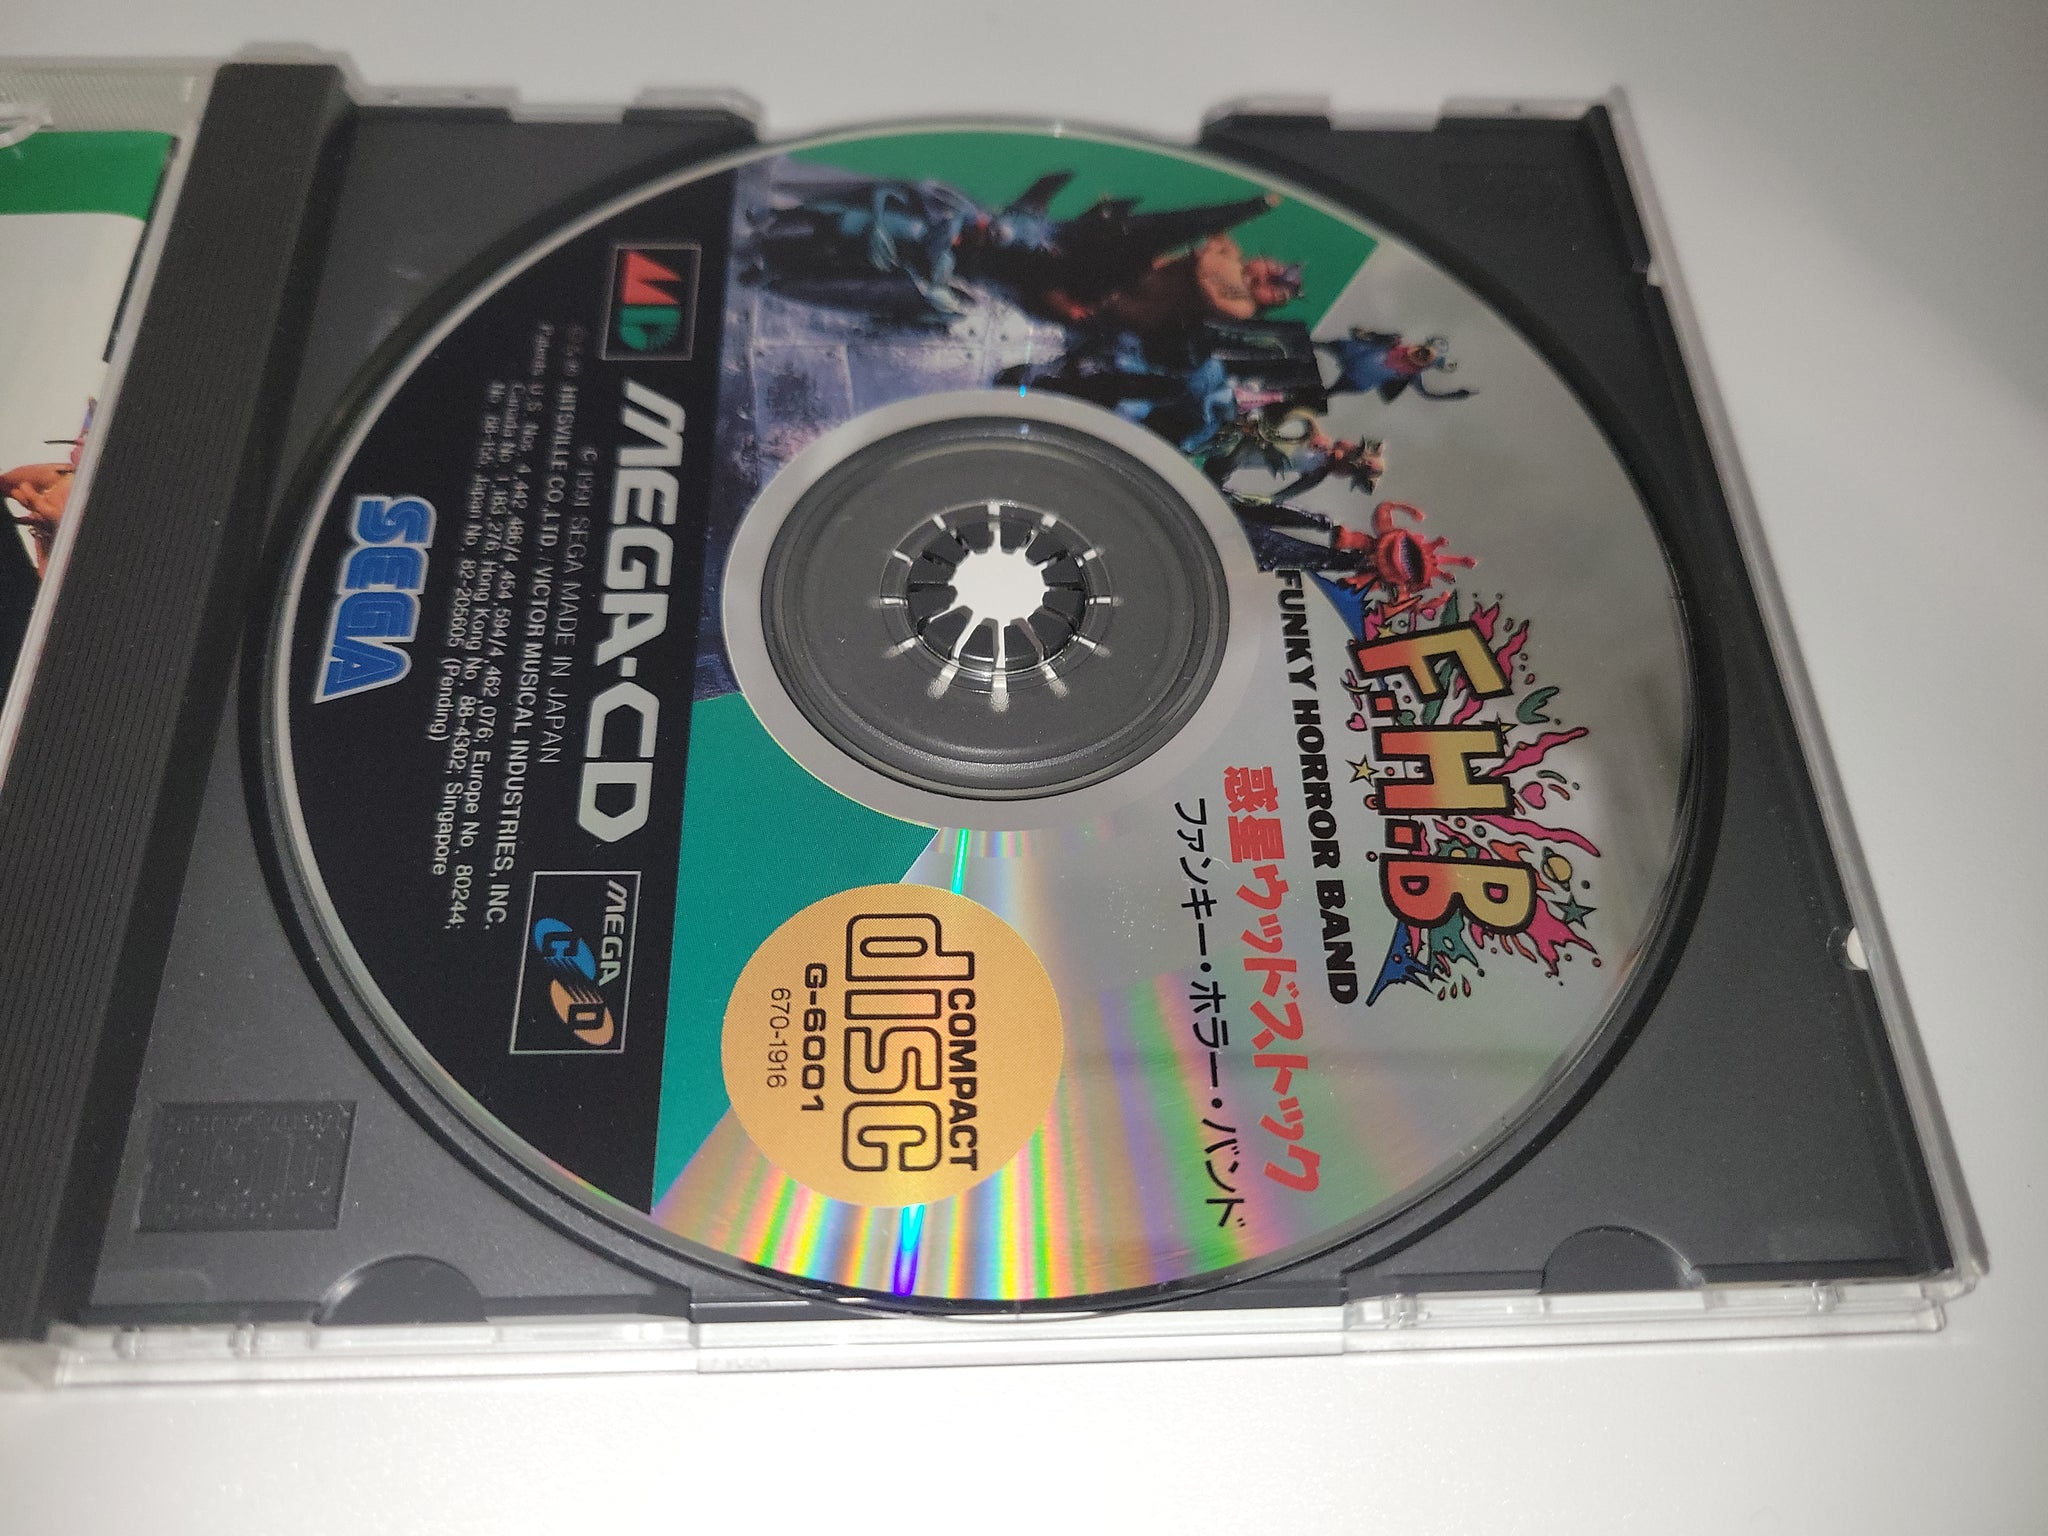 F.H.B
FUNKY HORROR BAND
惑星ウッドストック
ファンキー・ホラー・バンド
COMPACT
disc
G-6001
670-1916
MEGA-CD
MEGA
CD
© 1991 SEGA MADE IN JAPAN
HITSVILLE CO.,LTD./VICTOR MUSICAL INDUSTRIES, INC.
Patents U.S. Nos. 4,442,486/4,454,594/4,462,076; Europe No. 80244;
Canada No. 1,183,276; Hong Kong No. 88-4302; Singapore
No. 88-155; Japan No. 82-205605 (Pending)
SEGA